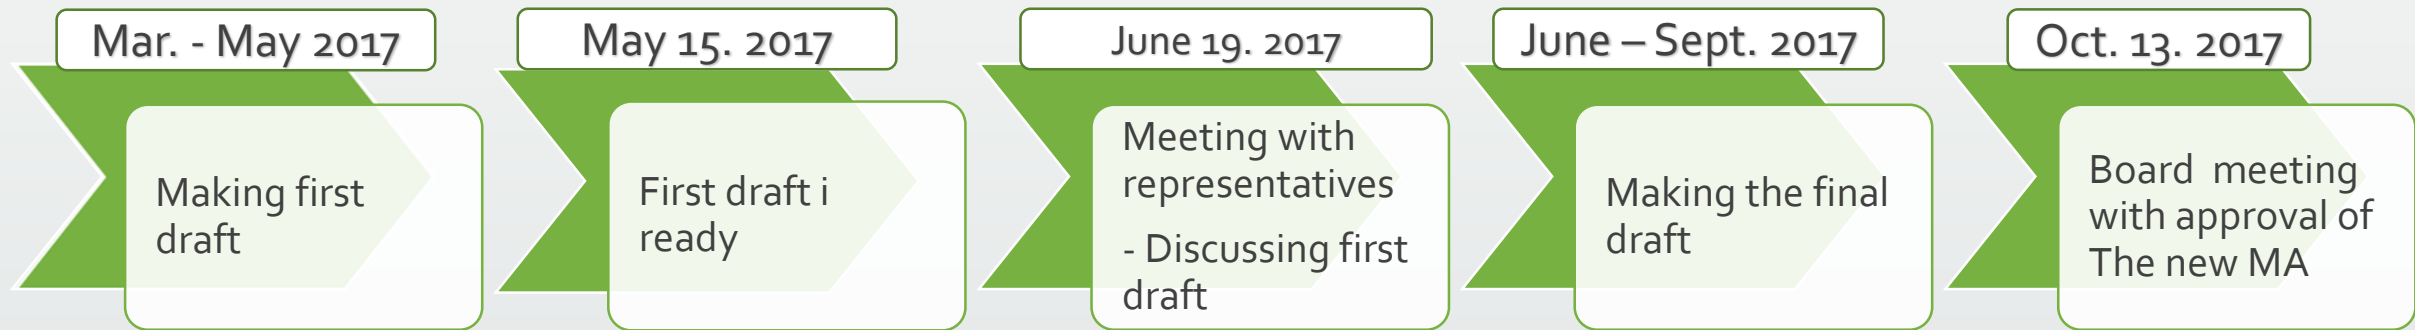 Mar. - May 2017
Making first
draft
May 15. 2017
First draft i
ready
June 19. 2017
Meeting with
representatives
- Discussing first
draft
June – Sept. 2017
Making the final
draft
Oct. 13. 2017
Board  meeting
with approval of
The new MA